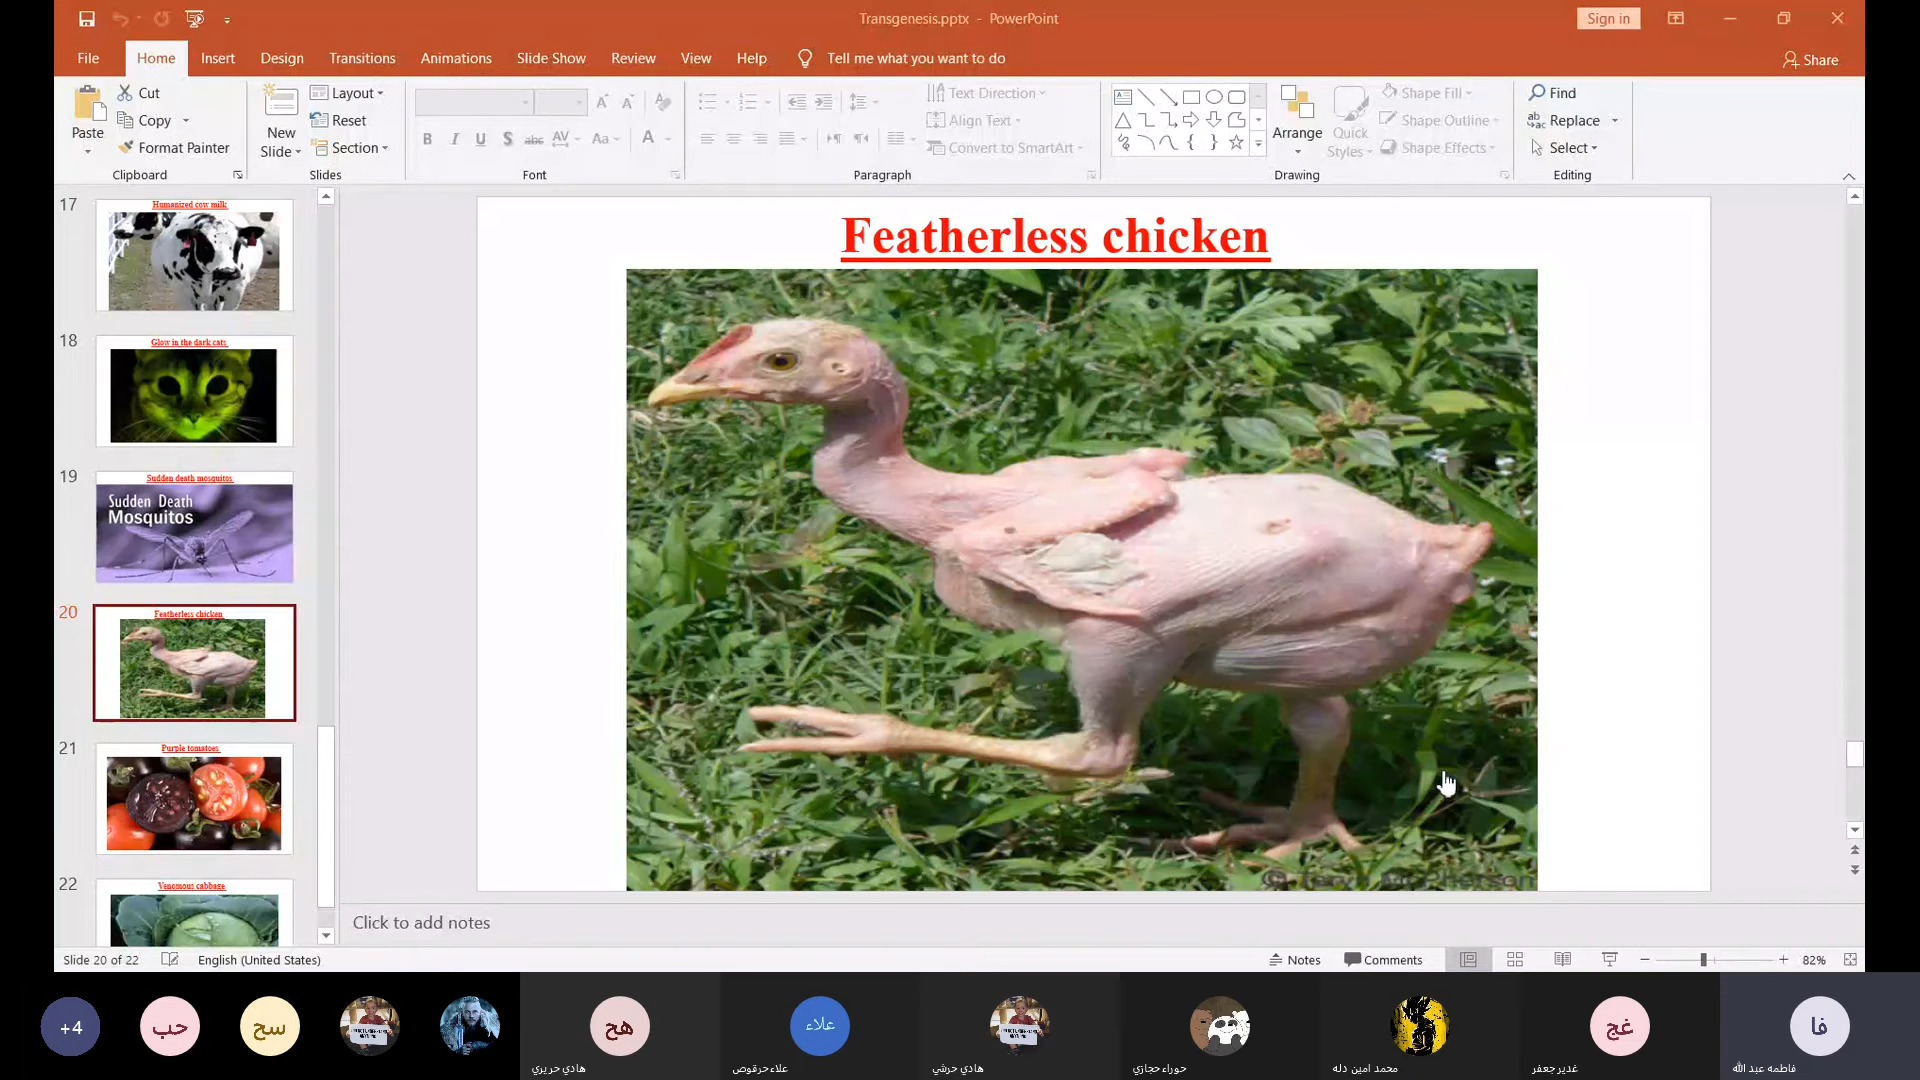 Transgenesis.pptx - PowerPoint
Sign in
File
Home
Insert
Design
Transitions
Animations
Slide Show
Review
View
Help
Tell me what you want to do
Share
Paste
Cut
Copy
Format Painter
Clipboard
New Slide
Layout
Reset
Section
Slides
Font
Text Direction
Align Text
Convert to SmartArt
Paragraph
Arrange
Quick Styles
Shape Fill
Shape Outline
Shape Effects
Drawing
Find
Replace
Select
Editing
17
Humanized cow milk
18
Glow in the dark cats
19
Sudden death mosquitos
Sudden Death
Mosquitos
20
Featherless chicken
21
Purple tomatoes
22
Venomous cabbage
Featherless chicken
Click to add notes
Slide 20 of 22
English (United States)
Notes
Comments
82%
+4
حب
سح
هح
هادي حريري
علاء
علاء حرقوص
هادي حرشي
حوراء حجازي
محمد امين دله
غج
غدير جعفر
فا
فاطمه عبد الله